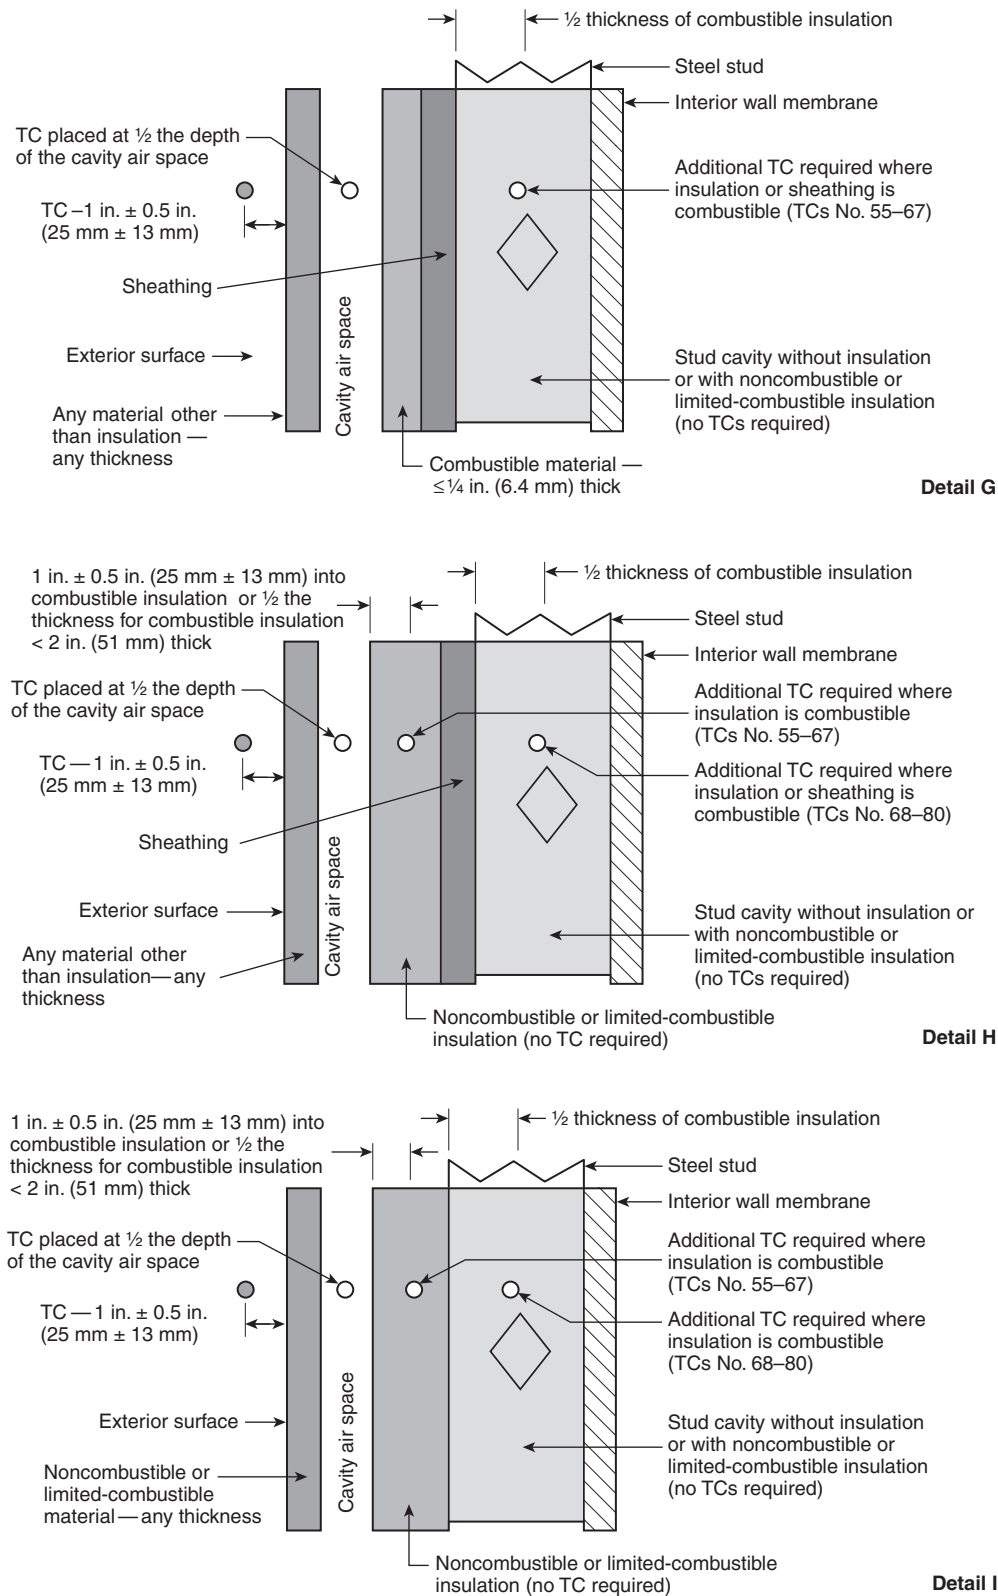 ½ thickness of combustible insulation
Steel stud
Interior wall membrane
TC placed at ½ the depth
of the cavity air space
Additional TC required where
insulation or sheathing is
combustible (TCs No. 55–67)
TC –1 in. ± 0.5 in.
(25 mm ± 13 mm)
Sheathing
Cavity air space
Exterior surface
Stud cavity without insulation
or with noncombustible or
limited-combustible insulation
(no TCs required)
Any material other
than insulation —
any thickness
Combustible material —
≤ ¼ in. (6.4 mm) thick
Detail G
1 in. ± 0.5 in. (25 mm ± 13 mm) into
combustible insulation or ½ the
thickness for combustible insulation
< 2 in. (51 mm) thick
½ thickness of combustible insulation
Steel stud
Interior wall membrane
TC placed at ½ the depth
of the cavity air space
Additional TC required where
insulation is combustible
(TCs No. 55–67)
TC — 1 in. ± 0.5 in.
(25 mm ± 13 mm)
Additional TC required where
insulation or sheathing is
combustible (TCs No. 68–80)
Sheathing
Cavity air space
Exterior surface
Stud cavity without insulation or
with noncombustible or
limited-combustible insulation
(no TCs required)
Any material other
than insulation—any
thickness
Noncombustible or limited-combustible
insulation (no TC required)
Detail H
1 in. ± 0.5 in. (25 mm ± 13 mm) into
combustible insulation or ½ the
thickness for combustible insulation
< 2 in. (51 mm) thick
½ thickness of combustible insulation
Steel stud
Interior wall membrane
TC placed at ½ the depth
of the cavity air space
Additional TC required where
insulation is combustible
(TCs No. 55–67)
TC — 1 in. ± 0.5 in.
(25 mm ± 13 mm)
Additional TC required where
insulation is combustible
(TCs No. 68–80)
Cavity air space
Exterior surface
Stud cavity without insulation
or with noncombustible or
limited-combustible insulation
(no TCs required)
Noncombustible or
limited-combustible
material — any thickness
Noncombustible or limited-combustible
insulation (no TC required)
Detail I